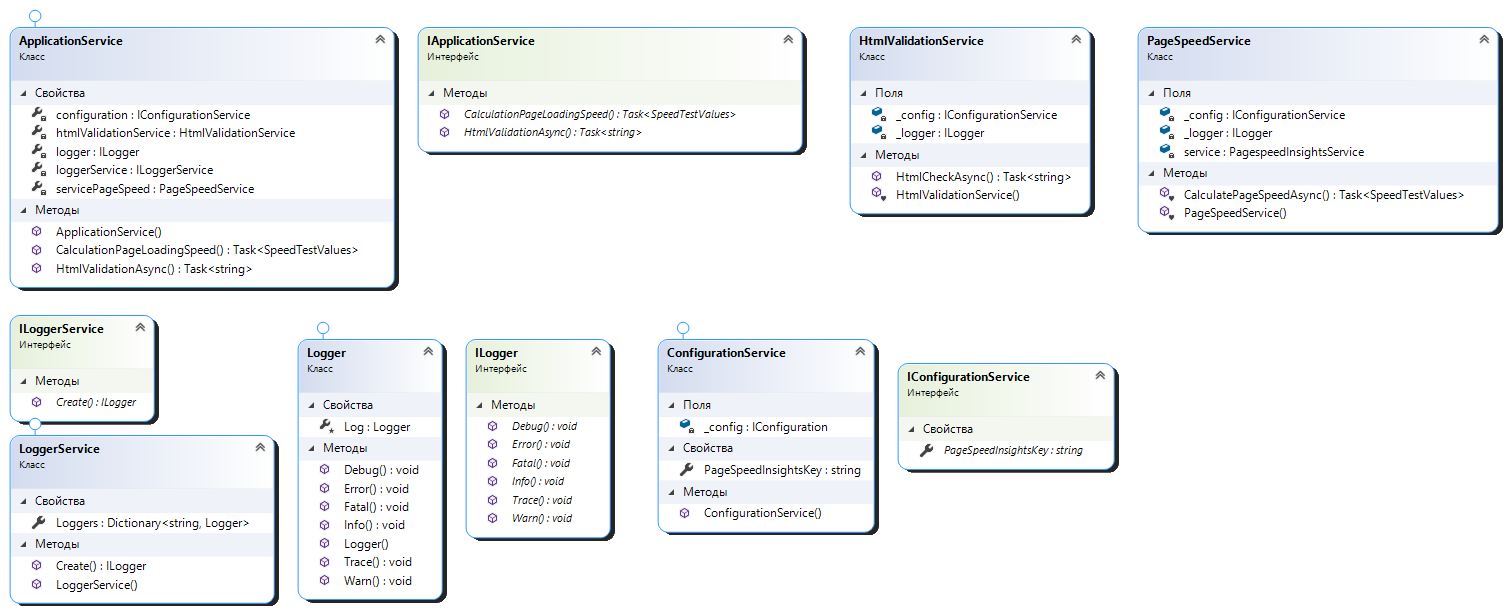 ApplicationService
Класс
Свойства
configuration : IConfigurationService
htmlValidationService : HtmlValidationService
logger : ILogger
loggerService : ILoggerService
servicePageSpeed : PageSpeedService
Методы
ApplicationService()
CalculationPageLoadingSpeed() : Task<SpeedTestValues>
HtmlValidationAsync() : Task<string>
IApplicationService
Интерфейс
Методы
CalculationPageLoadingSpeed() : Task<SpeedTestValues>
HtmlValidationAsync() : Task<string>
HtmlValidationService
Класс
Поля
_config : IConfigurationService
_logger : ILogger
Методы
HtmlCheckAsync() : Task<string>
HtmlValidationService()
PageSpeedService
Класс
Поля
_config : IConfigurationService
_logger : ILogger
service : PagespeedInsightsService
Методы
CalculatePageSpeedAsync() : Task<SpeedTestValues>
PageSpeedService()
ILoggerService
Интерфейс
Методы
Create() : ILogger
LoggerService
Класс
Свойства
Loggers : Dictionary<string, Logger>
Методы
Create() : ILogger
LoggerService()
Logger
Класс
Свойства
Log : Logger
Методы
Debug() : void
Error() : void
Fatal() : void
Info() : void
Logger()
Trace() : void
Warn() : void
ILogger
Интерфейс
Методы
Debug() : void
Error() : void
Fatal() : void
Info() : void
Trace() : void
Warn() : void
ConfigurationService
Класс
Поля
_config : IConfiguration
Свойства
PageSpeedInsightsKey : string
Методы
ConfigurationService()
IConfigurationService
Интерфейс
Свойства
PageSpeedInsightsKey : string